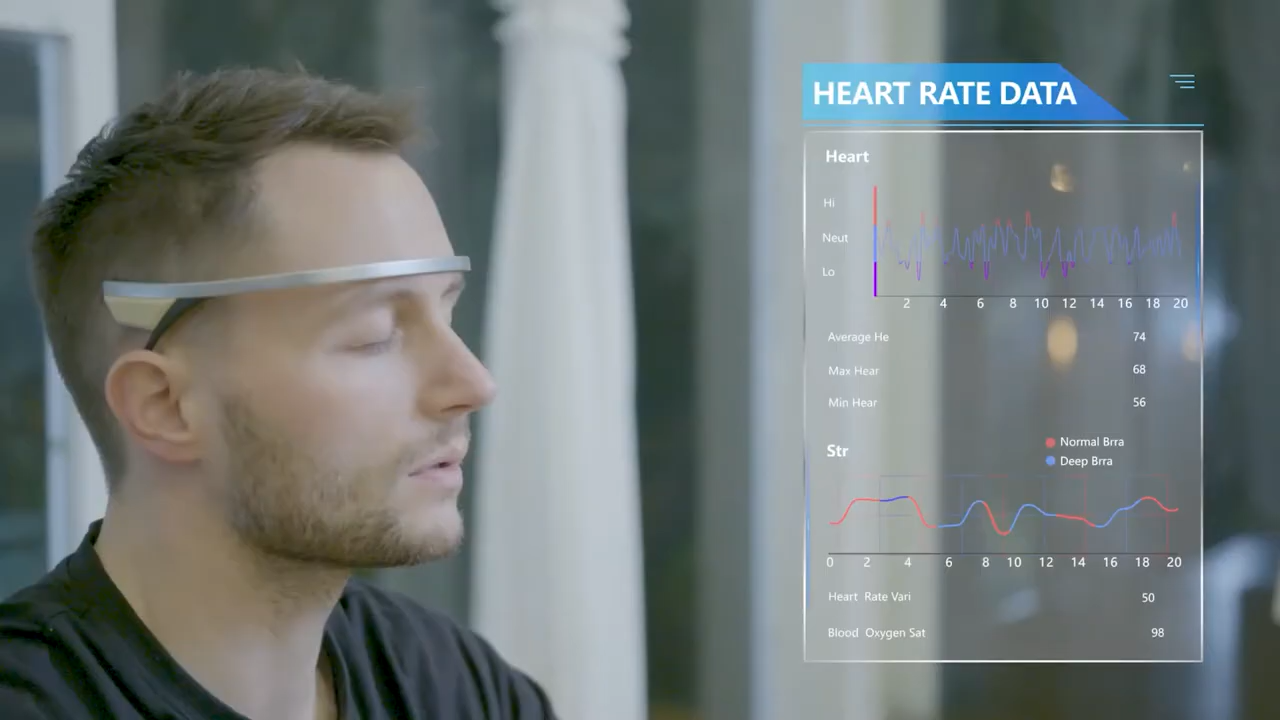 HEART RATE DATA
Heart
Hi
Neut
Lo
2 4 6 8 10 12 14 16 18 20
Average He 74
Max Hear 68
Min Hear 56
Str
Normal Brra
Deep Brra
0 2 4 6 8 10 12 14 16 18 20
Heart Rate Vari 50
Blood Oxygen Sat 98